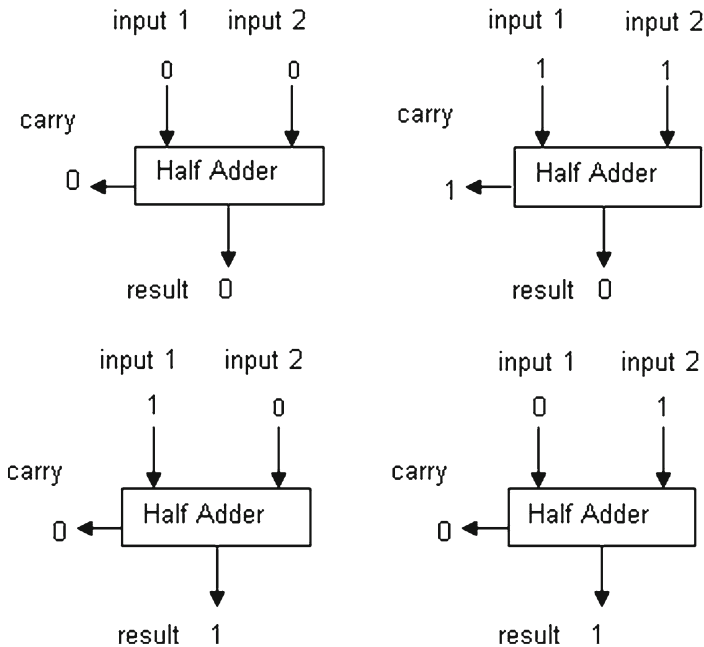 input 1 input 2
0 0
carry
Half Adder
0
result 0
input 1 input 2
1 1
carry
Half Adder
1
result 0
input 1 input 2
1 0
carry
Half Adder
0
result 1
input 1 input 2
0 1
carry
Half Adder
0
result 1